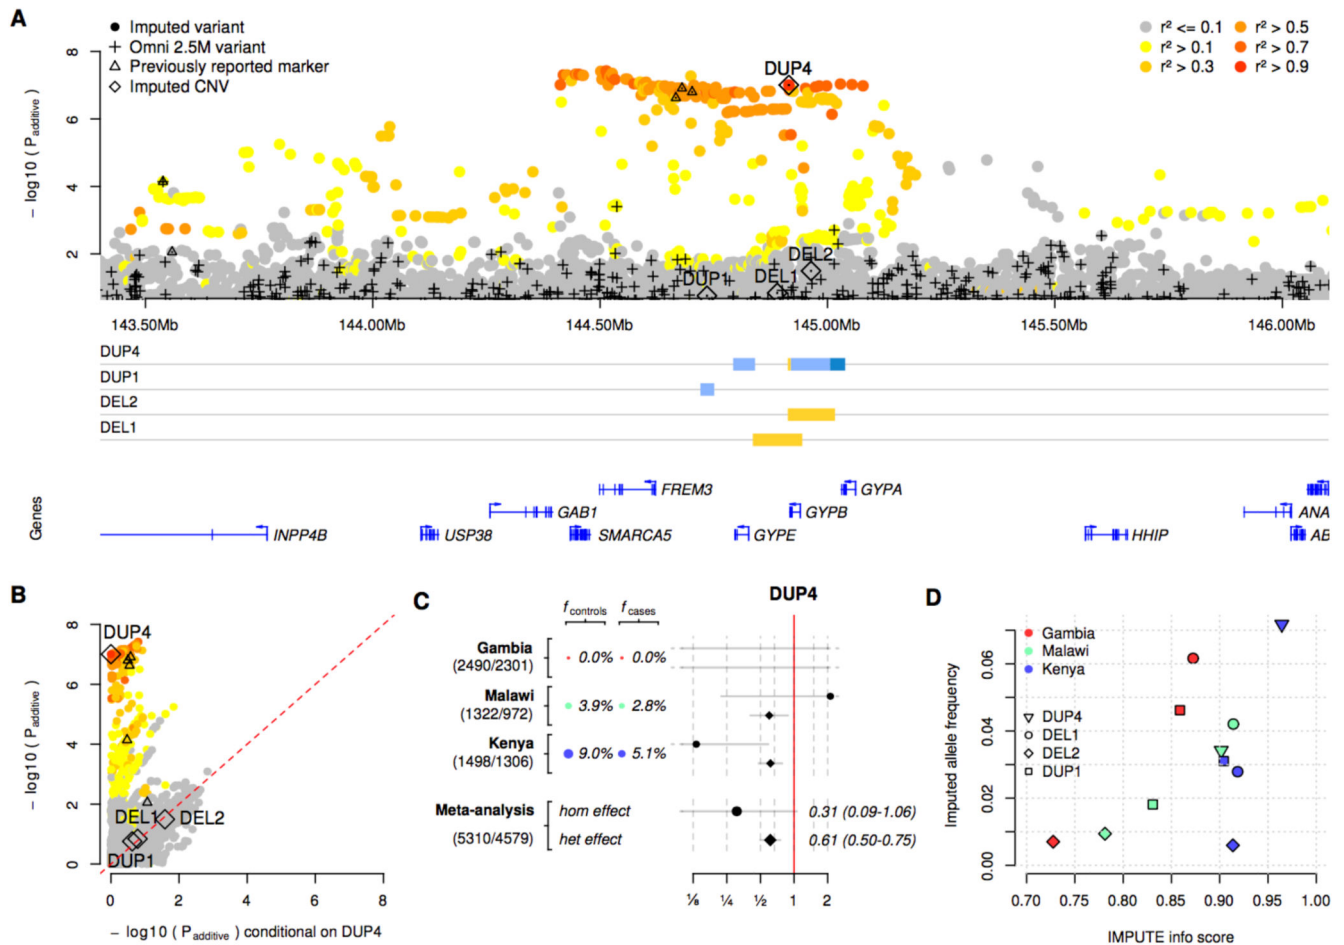 A
Imputed variant
Omni 2.5M variant
Previously reported marker
Imputed CNV
r² <= 0.1
r² > 0.1
r² > 0.3
r² > 0.5
r² > 0.7
r² > 0.9
− log10 ( P additive )
8
6
4
2
DUP4
DUP1
DEL1
DEL2
143.50Mb 144.00Mb 144.50Mb 145.00Mb 145.50Mb 146.00Mb
DUP4
DUP1
DEL2
DEL1
Genes
FREM3 GYPA
GAB1 GYPB ANA
INPP4B USP38 SMARCA5 GYPE HHIP AB
B
− log10 ( P additive )
8
6
4
2
0
DUP4
DEL1
DEL2
DUP1
0 2 4 6 8
− log10 ( P additive ) conditional on DUP4
C
DUP4
f controls f cases
Gambia
(2490/2301)
0.0% 0.0%
Malawi
(1322/972)
3.9% 2.8%
Kenya
(1498/1306)
9.0% 5.1%
Meta-analysis hom effect 0.31 (0.09-1.06)
(5310/4579) het effect 0.61 (0.50-0.75)
⅛ ¼ ½ 1 2
D
Imputed allele frequency
0.06
0.04
0.02
0.00
Gambia
Malawi
Kenya
DUP4
DEL1
DEL2
DUP1
0.70 0.75 0.80 0.85 0.90 0.95 1.00
IMPUTE info score